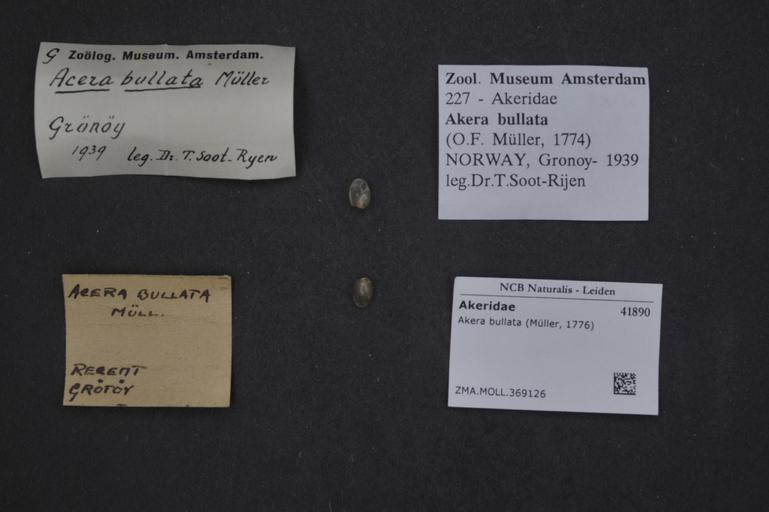 G Zoölog. Museum. Amsterdam.
Acera bullata Müller
Grönöy
1939 leg. Dr. T. Soot-Ryen
Zool. Museum Amsterdam
227 - Akeridae
Akera bullata
(O.F. Müller, 1774)
NORWAY, Gronoy- 1939
leg.Dr.T.Soot-Rijen
ACERA BULLATA
MÜLL.
RECENT
GRÖTÖY
NCB Naturalis - Leiden
Akeridae 41890
Akera bullata (Müller, 1776)
ZMA.MOLL.369126